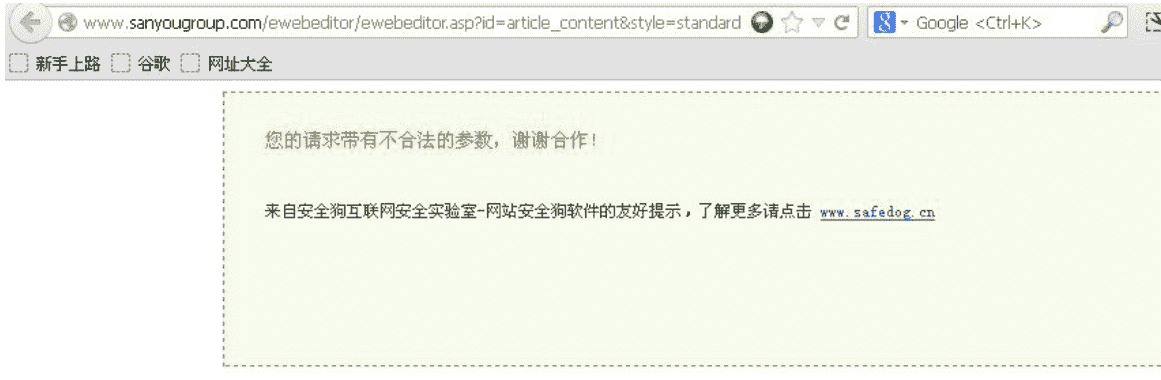 www.sanyougroup.com/ewebeditor/ewebeditor.asp?id=article_content&style=standard
Google <Ctrl+K>
新手上路 谷歌 网址大全
您的请求带有不合法的参数，谢谢合作！
来自安全狗互联网安全实验室-网站安全狗软件的友好提示，了解更多请点击 www.safedog.cn